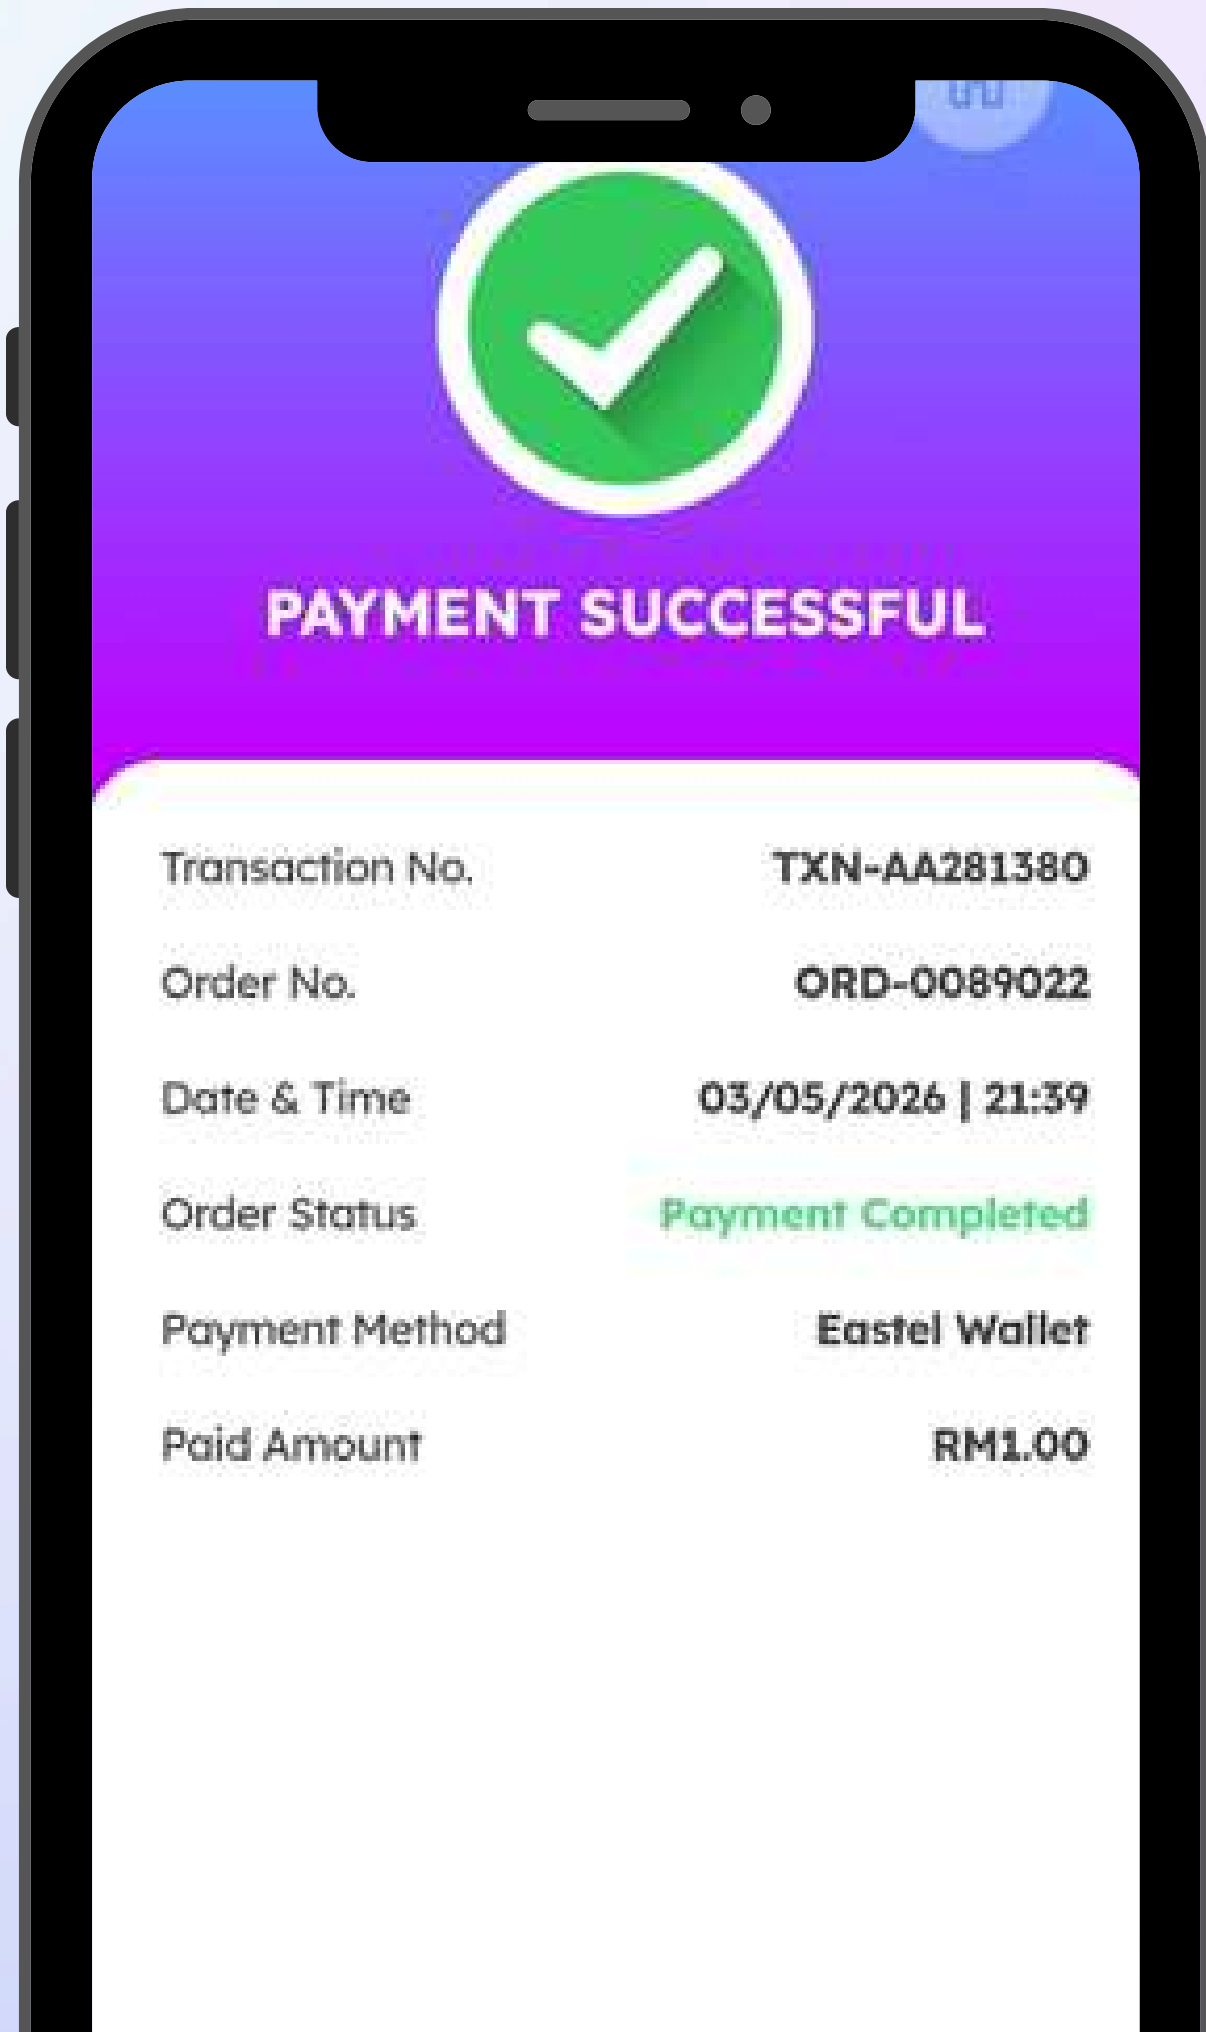 PAYMENT SUCCESSFUL
Transaction No. TXN-AA281380
Order No. ORD-0089022
Date & Time 03/05/2026 | 21:39
Order Status Payment Completed
Payment Method Eastel Wallet
Paid Amount RM1.00